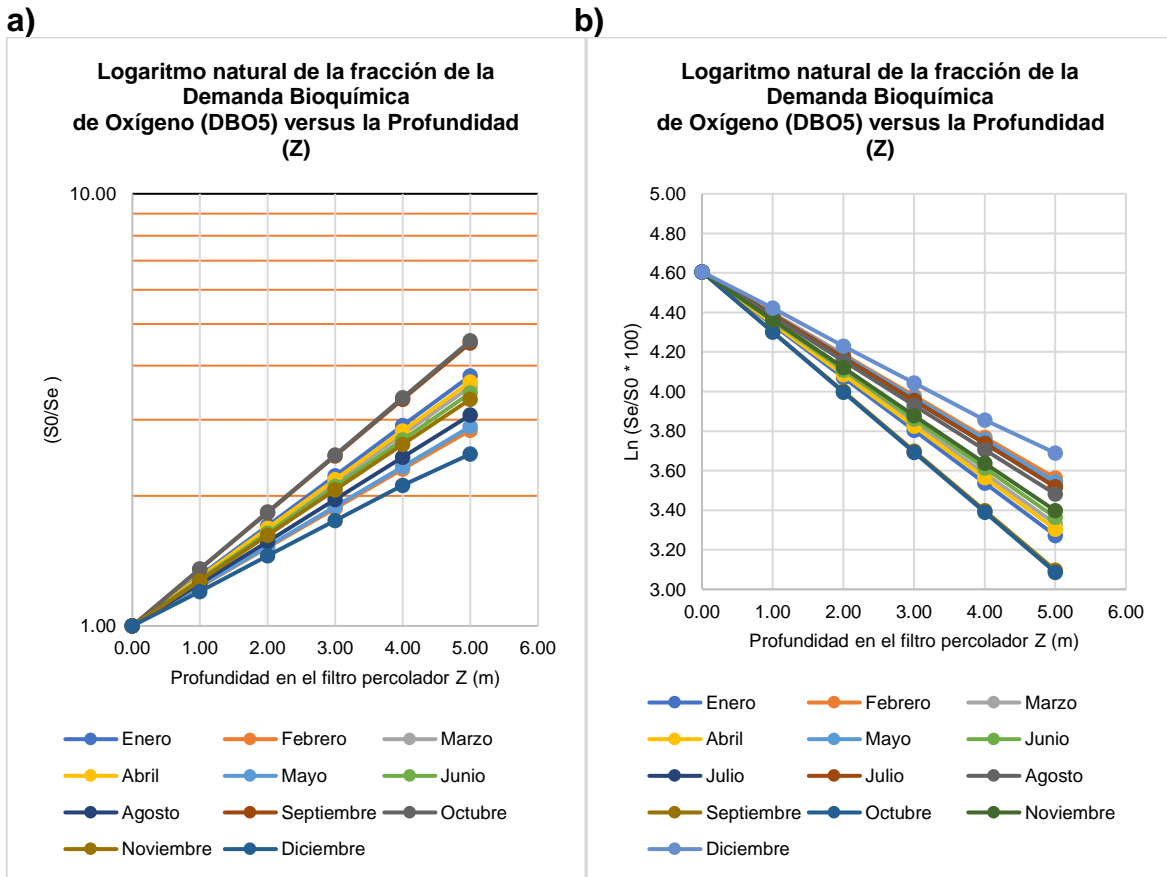 a)
Logaritmo natural de la fracción de la
Demanda Bioquímica
de Oxígeno (DBO5) versus la Profundidad
(Z)
10.00
1.00
(S0/Se )
0.00 1.00 2.00 3.00 4.00 5.00 6.00
Profundidad en el filtro percolador Z (m)
Enero Febrero Marzo
Abril Mayo Junio
Agosto Septiembre Octubre
Noviembre Diciembre
b)
Logaritmo natural de la fracción de la
Demanda Bioquímica
de Oxígeno (DBO5) versus la Profundidad
(Z)
5.00
4.80
4.60
4.40
4.20
4.00
3.80
3.60
3.40
3.20
3.00
Ln (Se/S0 * 100)
0.00 1.00 2.00 3.00 4.00 5.00 6.00
Profundidad en el filtro percolador Z (m)
Enero Febrero Marzo
Abril Mayo Junio
Julio Julio Agosto
Septiembre Octubre Noviembre
Diciembre